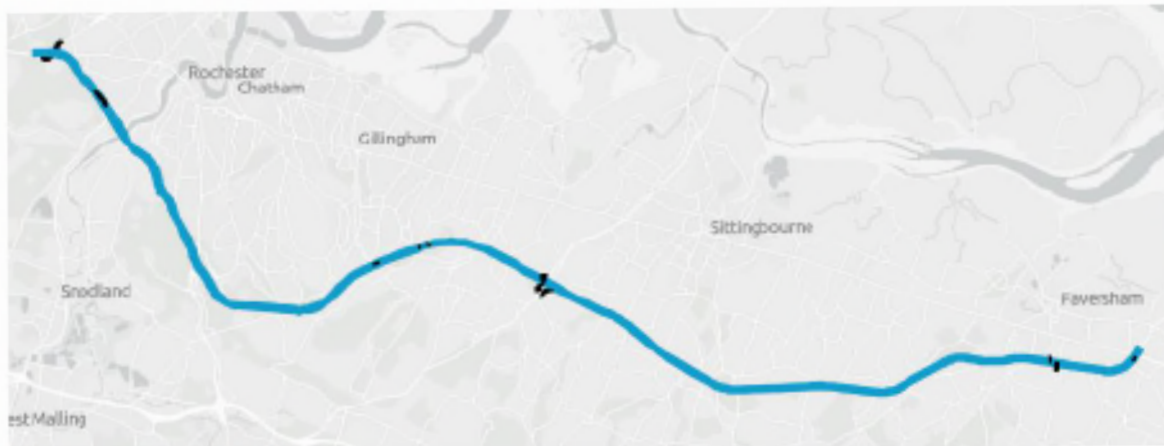 Rochester
Chatham
Gillingham
Sittingbourne
Snodland
Faversham
est Malling